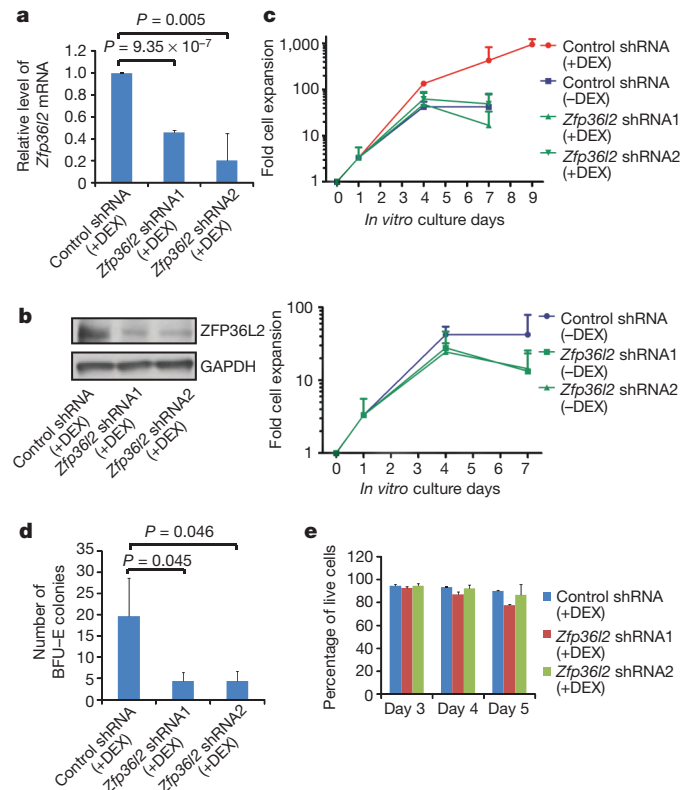 a
P = 0.005
P = 9.35 × 10⁻⁷
Relative level of
Zfp36l2 mRNA
1.2
1.0
0.8
0.6
0.4
0.2
0
Control shRNA
(+DEX)
Zfp36l2 shRNA1
(+DEX)
Zfp36l2 shRNA2
(+DEX)
c
Fold cell expansion
1,000
100
10
1
0 1 2 3 4 5 6 7 8 9
In vitro culture days
Control shRNA
(+DEX)
Control shRNA
(–DEX)
Zfp36l2 shRNA1
(+DEX)
Zfp36l2 shRNA2
(+DEX)
b
ZFP36L2
GAPDH
Control shRNA
(+DEX)
Zfp36l2 shRNA1
(+DEX)
Zfp36l2 shRNA2
(+DEX)
Fold cell expansion
100
10
1
0 1 2 3 4 5 6 7
In vitro culture days
Control shRNA
(–DEX)
Zfp36l2 shRNA1
(–DEX)
Zfp36l2 shRNA2
(–DEX)
d
P = 0.046
P = 0.045
Number of
BFU–E colonies
35
30
25
20
15
10
5
0
Control shRNA
(+DEX)
Zfp36l2 shRNA1
(+DEX)
Zfp36l2 shRNA2
(+DEX)
e
Percentage of live cells
120
100
80
60
40
20
0
Day 3 Day 4 Day 5
Control shRNA
(+DEX)
Zfp36l2 shRNA1
(+DEX)
Zfp36l2 shRNA2
(+DEX)